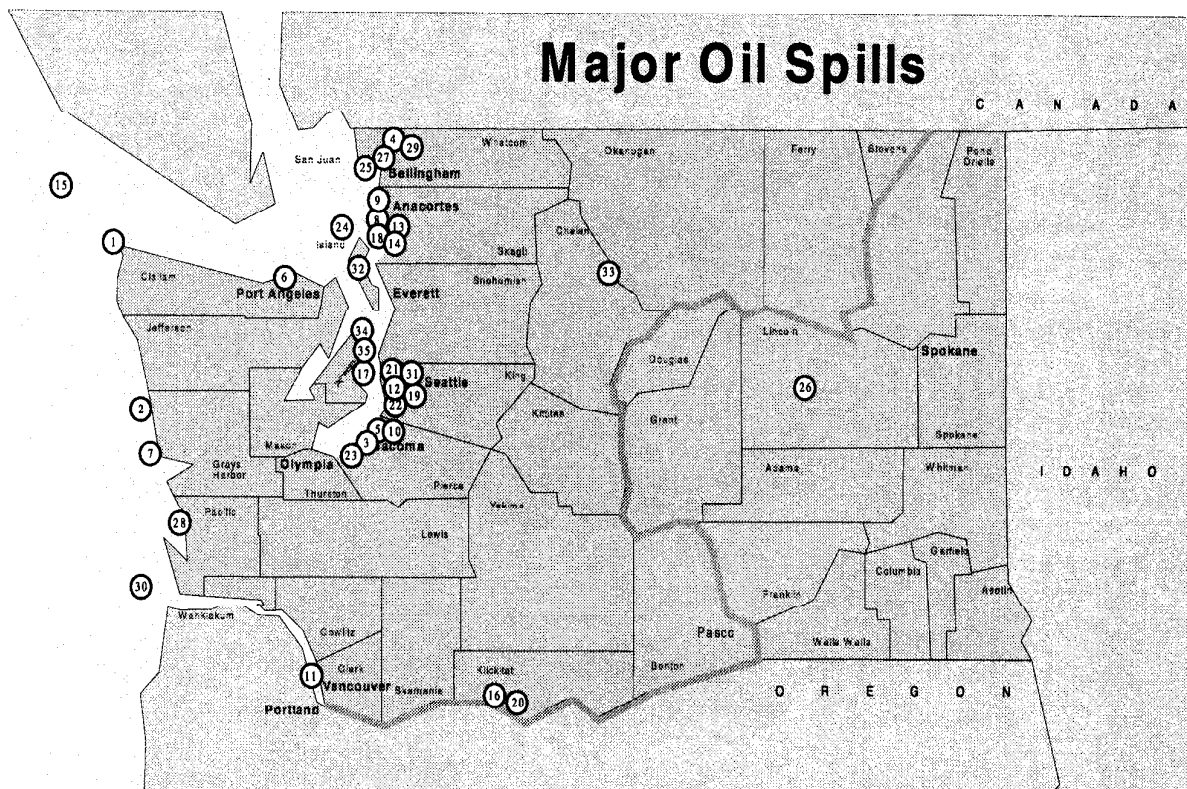 Major Oil Spills
CANADA
4
29
Whatcom
Okanogan
Ferry
Stevens
Pend Orielle
San Juan
27
25
Bellingham
15
9
Anacortes
8
13
24
18
14
Island
Chelan
Skagit
1
32
33
Clallam
6
Port Angeles
Everett
Snohomish
Jefferson
34
35
17
Lincoln
Douglas
Spokane
21
31
Seattle
King
12
19
22
26
2
Kittitas
Grant
5
10
3
Tacoma
23
Mason
Spokane
7
Grays Harbor
Olympia
Thurston
Pierce
Yakima
Adams
Whitman
IDAHO
28
Pacific
Lewis
Garfield
Columbia
Asotin
30
Wahkiakum
Cowlitz
Franklin
Pasco
Walla Walla
11
Clark
Vancouver
Skamania
Klickitat
Benton
16
20
OREGON
Portland